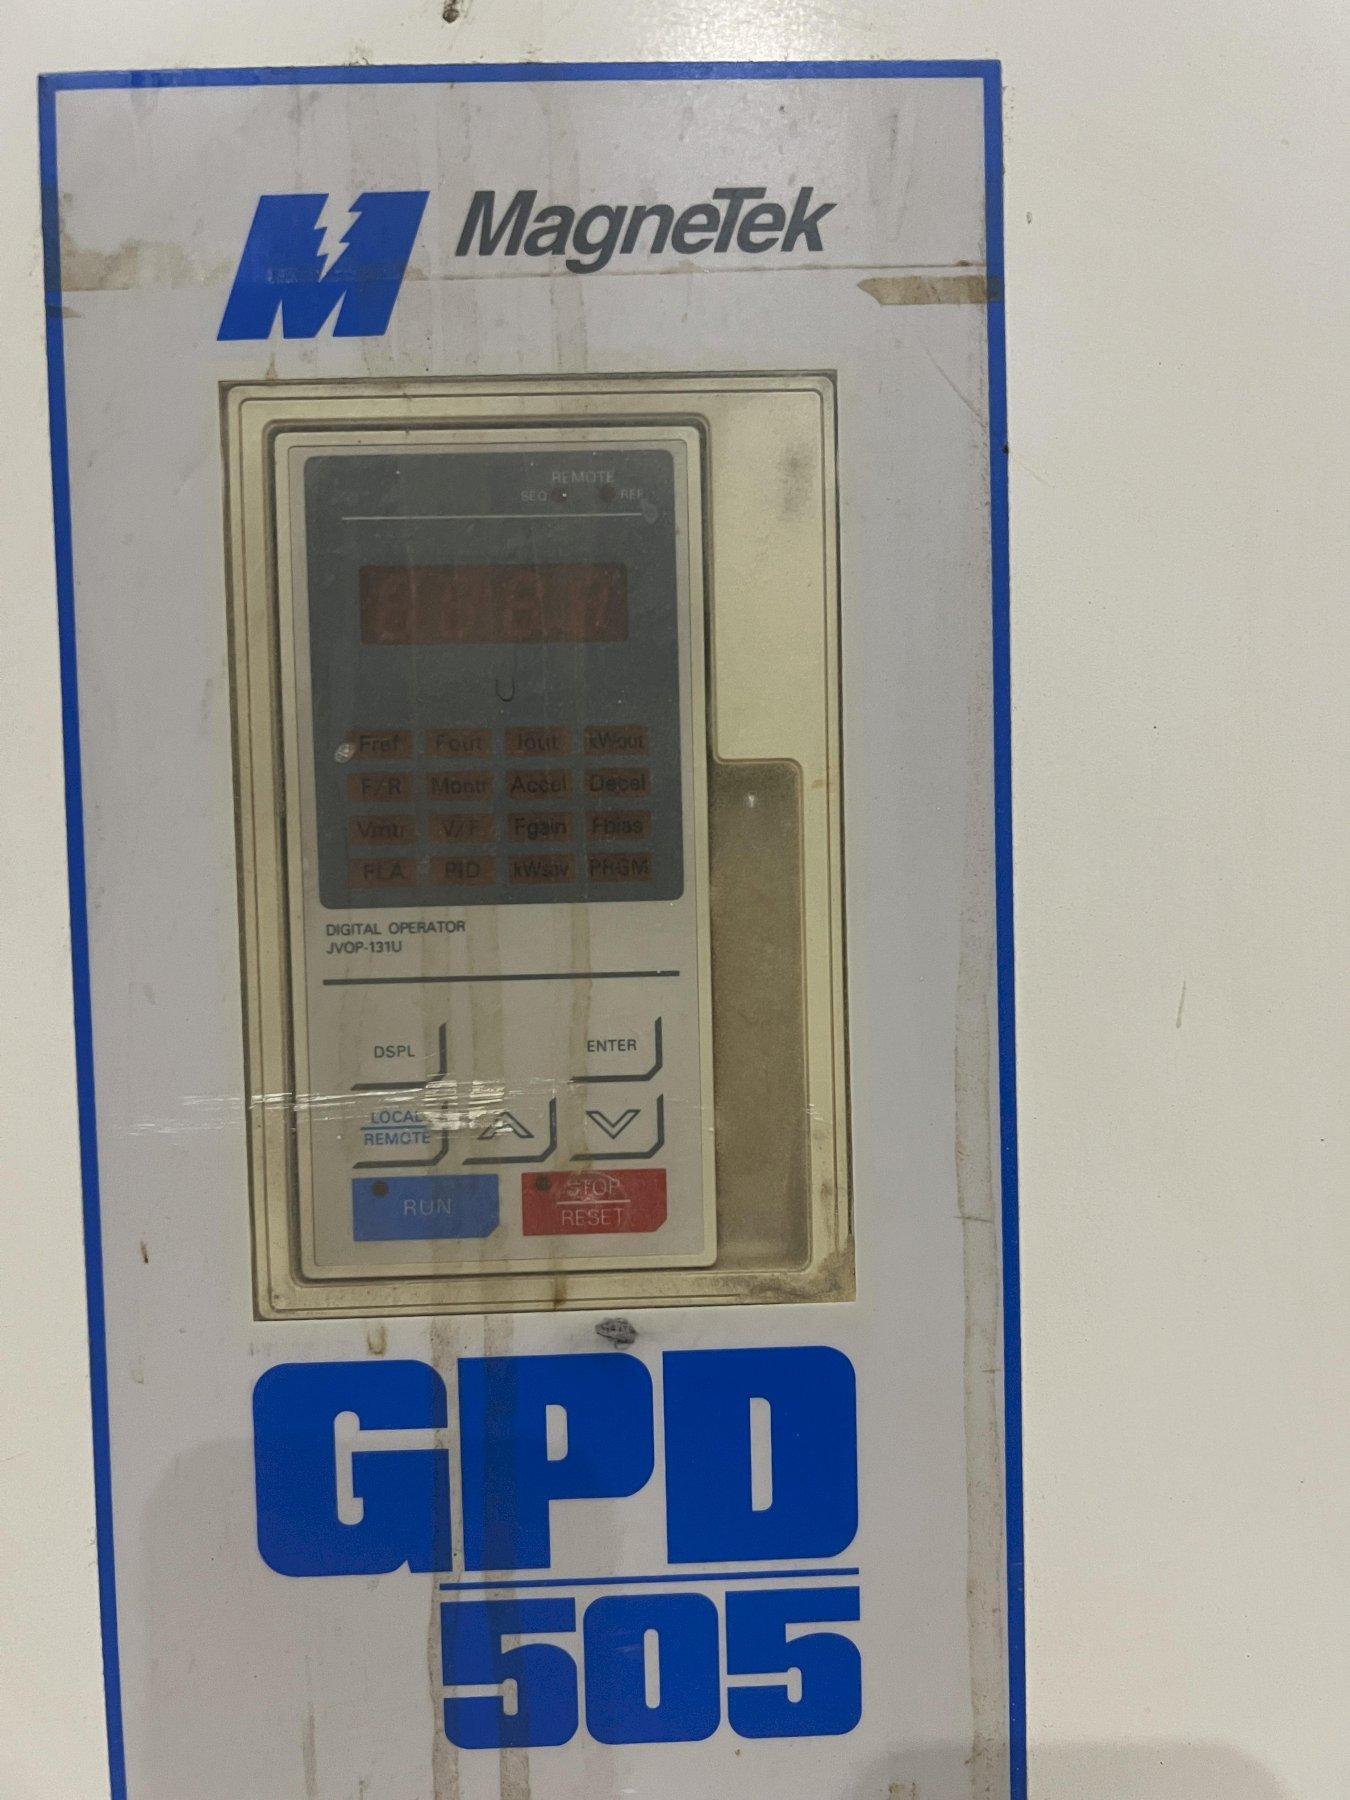 MagneTek
REMOTE
SEQ REF
Fref Fout Iout kWout
F/R Montr Accel Decel
Vmtr V/F Fgain Fbias
FLA PID kWsav PRGM
DIGITAL OPERATOR
JVOP-131U
DSPL ENTER
LOCAL
REMOTE
RUN
STOP
RESET
GPD
505